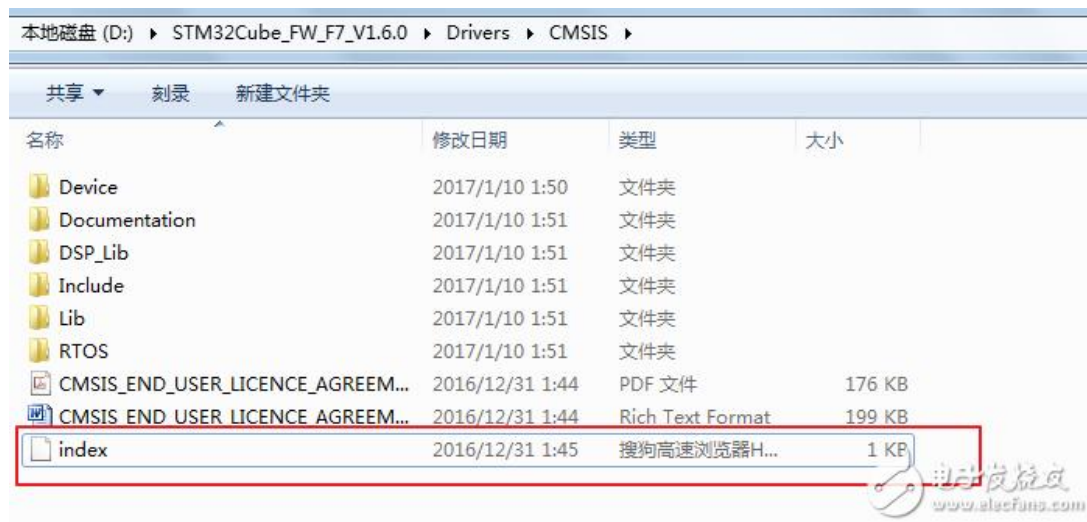 本地磁盘 (D:) ▸ STM32Cube_FW_F7_V1.6.0 ▸ Drivers ▸ CMSIS ▸
共享 ▼ 刻录 新建文件夹
名称 修改日期 类型 大小
Device 2017/1/10 1:50 文件夹
Documentation 2017/1/10 1:51 文件夹
DSP_Lib 2017/1/10 1:51 文件夹
Include 2017/1/10 1:51 文件夹
Lib 2017/1/10 1:51 文件夹
RTOS 2017/1/10 1:51 文件夹
CMSIS_END_USER_LICENCE_AGREEM... 2016/12/31 1:44 PDF 文件 176 KB
CMSIS_END_USER_LICENCE_AGREEM... 2016/12/31 1:44 Rich Text Format 199 KB
index 2016/12/31 1:45 搜狗高速浏览器H... 1 KB
电子发烧友
www.elecfans.com